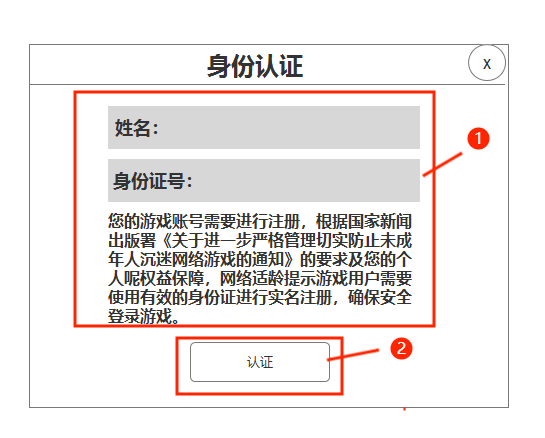 身份认证
X
姓名：
1
身份证号：
您的游戏账号需要进行注册，根据国家新闻
出版署《关于进一步严格管理切实防止未成
年人沉迷网络游戏的通知》的要求及您的个
人呢权益保障，网络适龄提示游戏用户需要
使用有效的身份证进行实名注册，确保安全
登录游戏。
认证
2